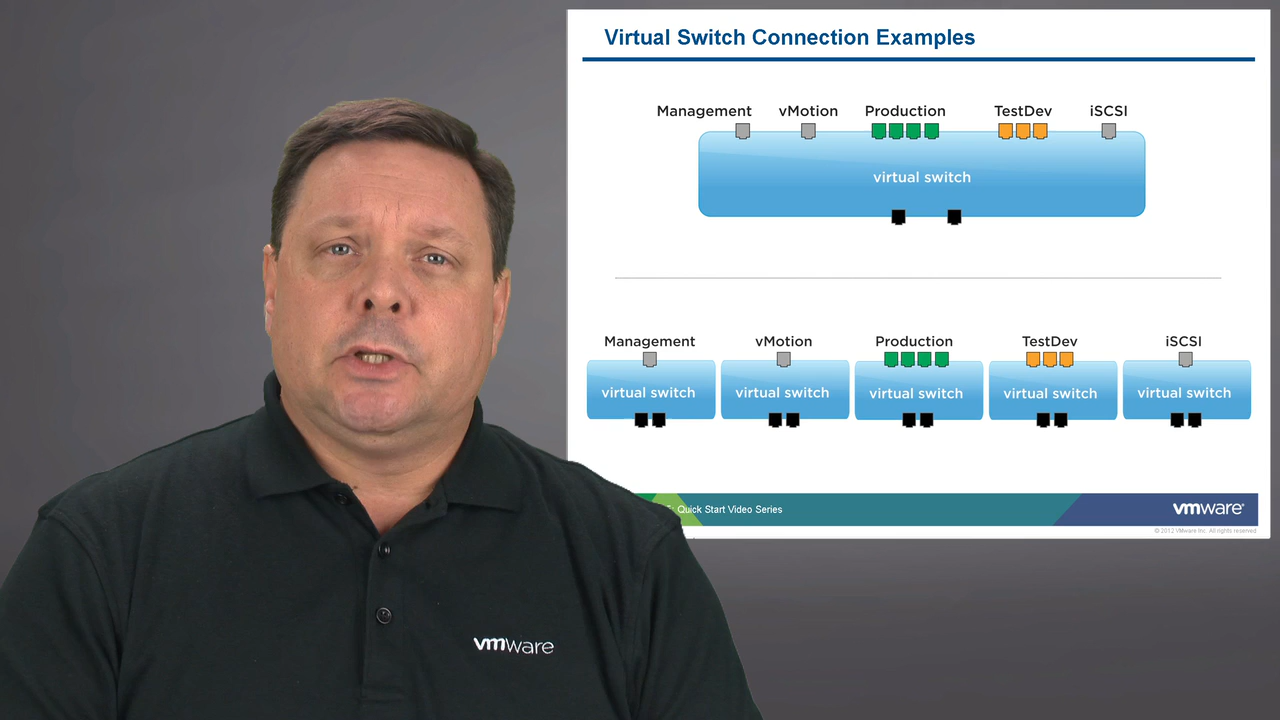 Virtual Switch Connection Examples
Management vMotion Production TestDev iSCSI
virtual switch
Management vMotion Production TestDev iSCSI
virtual switch virtual switch virtual switch virtual switch virtual switch
: Quick Start Video Series
vmware®
© 2012 VMware Inc. All rights reserved
vmware